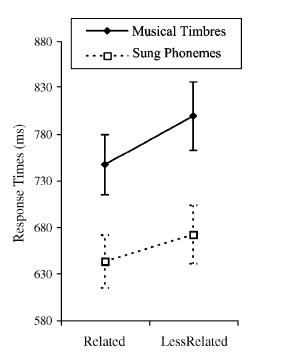 Musical Timbres
Sung Phonemes
880
830
780
730
680
630
580
Response Times (ms)
Related
LessRelated